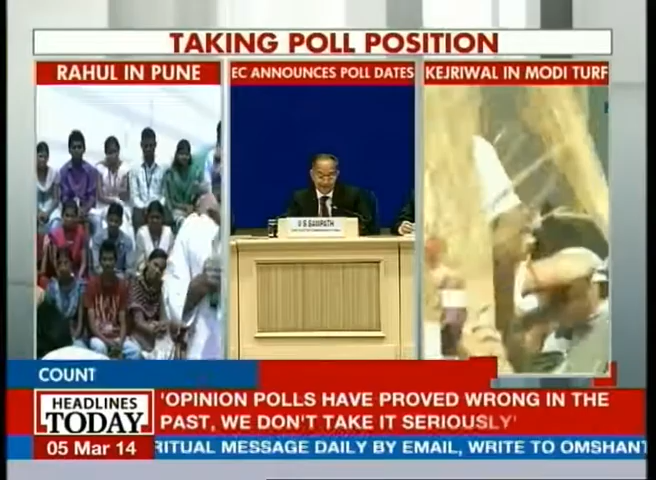 TAKING POLL POSITION
RAHUL IN PUNE
EC ANNOUNCES POLL DATES
KEJRIWAL IN MODI TURF
V S SAMPATH
COUNT
HEADLINES
TODAY
'OPINION POLLS HAVE PROVED WRONG IN THE
PAST, WE DON'T TAKE IT SERIOUSLY'
05 Mar 14
RITUAL MESSAGE DAILY BY EMAIL, WRITE TO OMSHANT